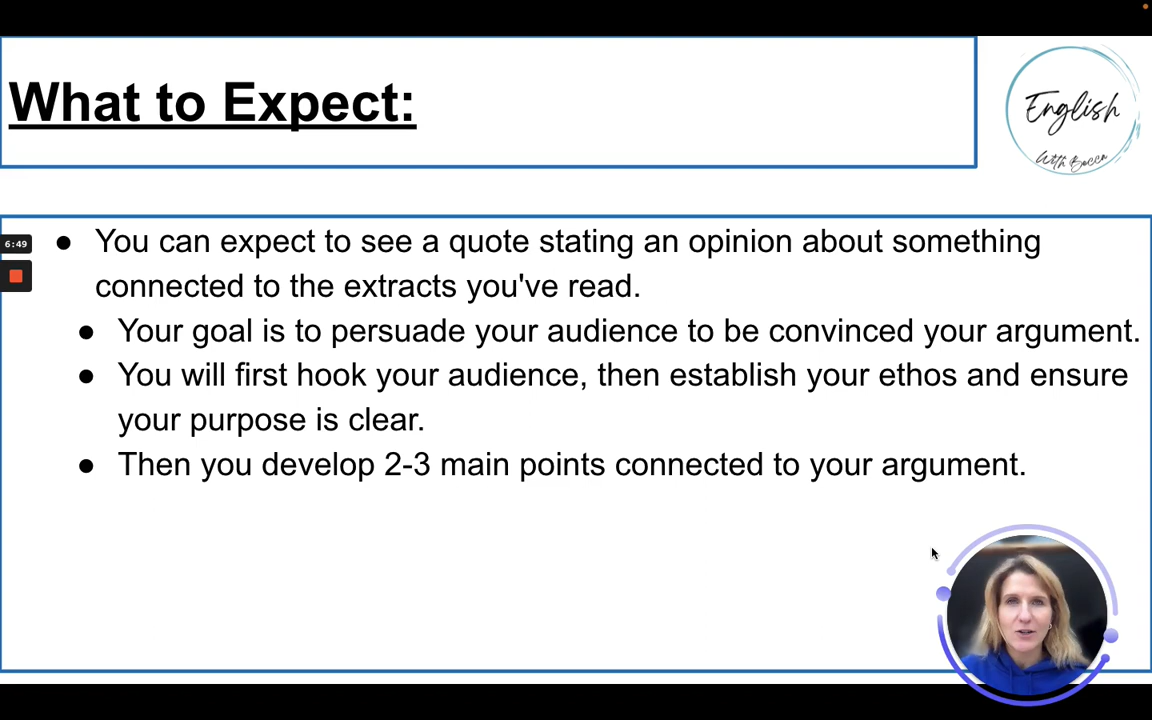 What to Expect:
English
With Becca
6:49
● You can expect to see a quote stating an opinion about something
connected to the extracts you've read.
● Your goal is to persuade your audience to be convinced your argument.
● You will first hook your audience, then establish your ethos and ensure
your purpose is clear.
● Then you develop 2-3 main points connected to your argument.